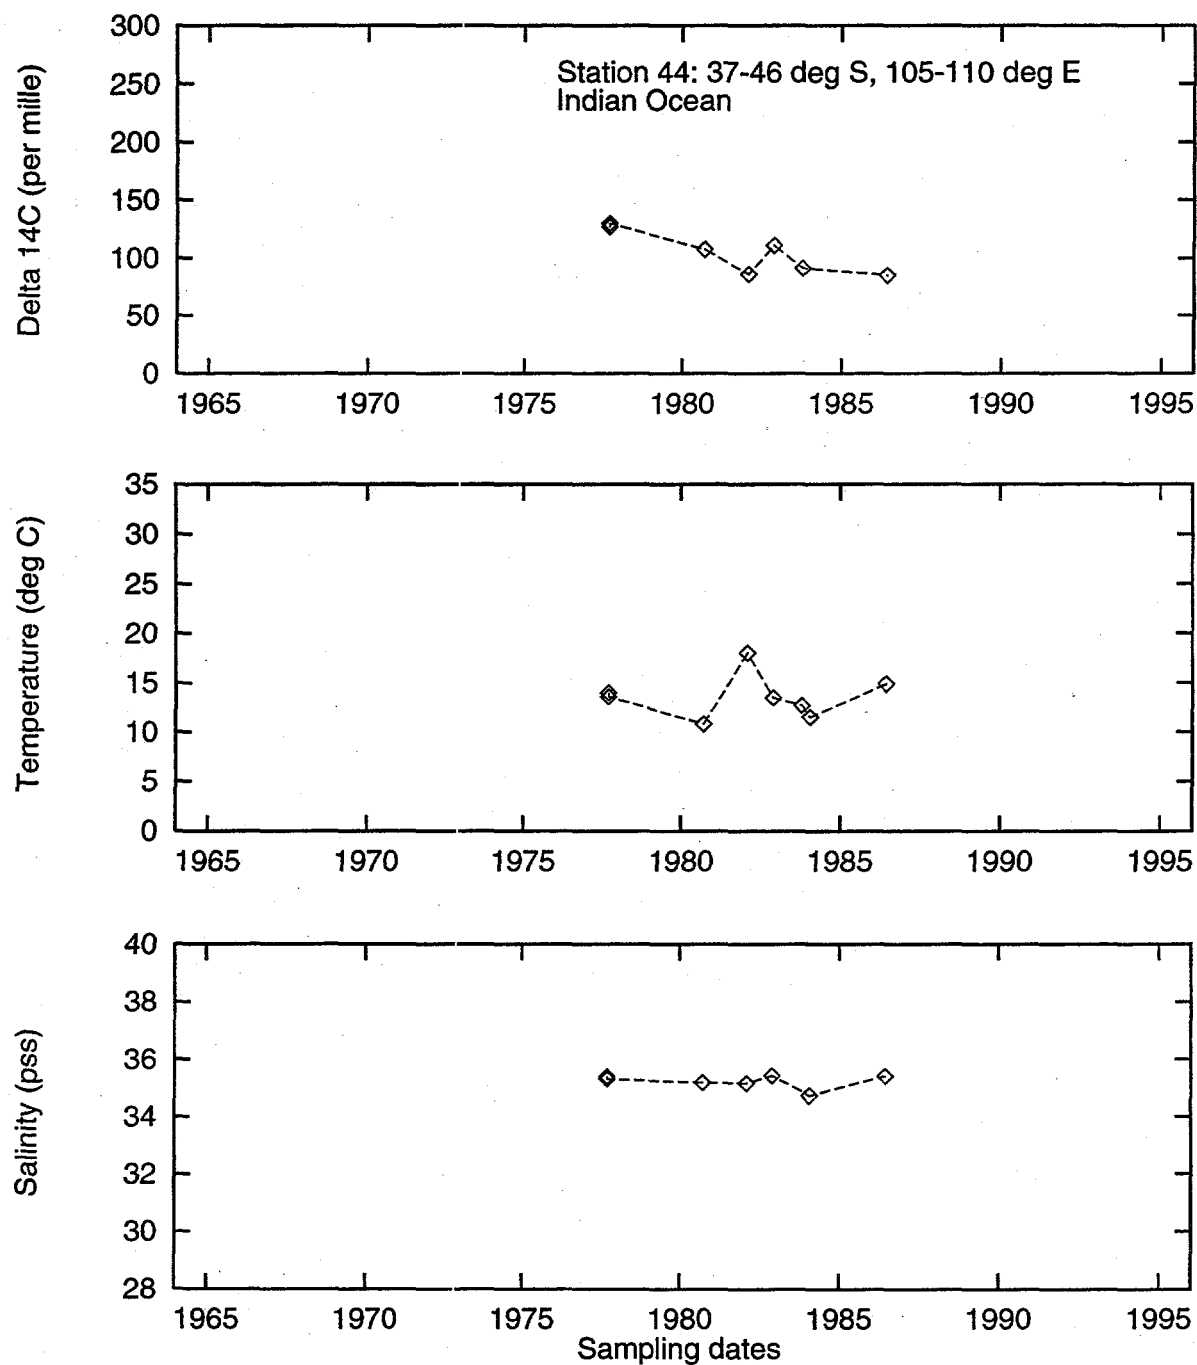 300
250
200
150
100
50
0
Delta 14C (per mille)
Station 44: 37-46 deg S, 105-110 deg E
Indian Ocean
1965 1970 1975 1980 1985 1990 1995
35
30
25
20
15
10
5
0
Temperature (deg C)
1965 1970 1975 1980 1985 1990 1995
40
38
36
34
32
30
28
Salinity (pss)
1965 1970 1975 1980 1985 1990 1995
Sampling dates